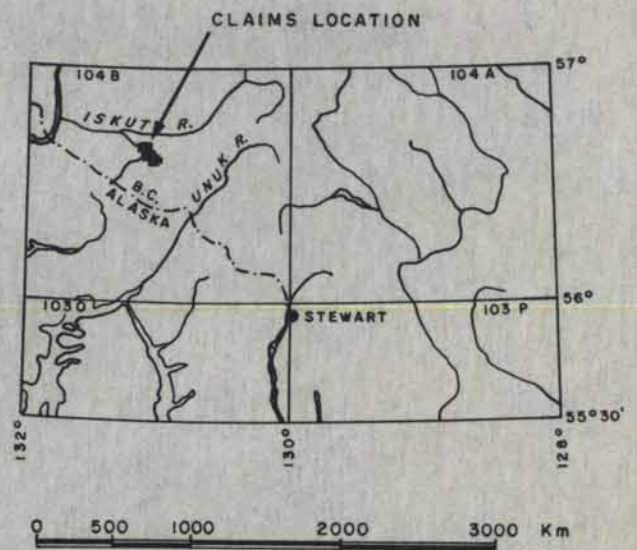 CLAIMS LOCATION
104 B
104 A
57°
ISKUT R.
UNUK R.
B.C.
ALASKA
103 O
56°
103 P
STEWART
55° 30'
132°
130°
128°
0 500 1000 2000 3000 Km